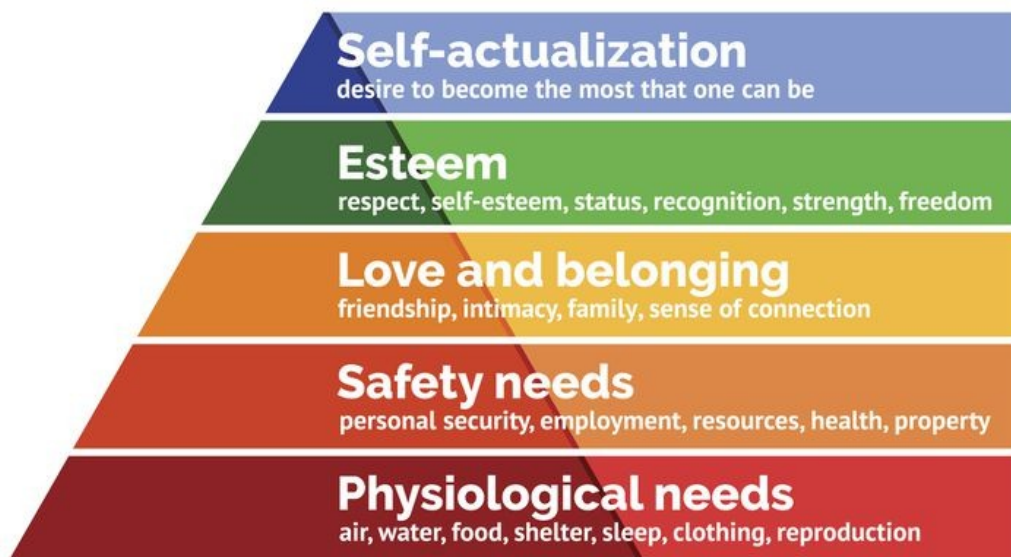 Self-actualization
desire to become the most that one can be
Esteem
respect, self-esteem, status, recognition, strength, freedom
Love and belonging
friendship, intimacy, family, sense of connection
Safety needs
personal security, employment, resources, health, property
Physiological needs
air, water, food, shelter, sleep, clothing, reproduction